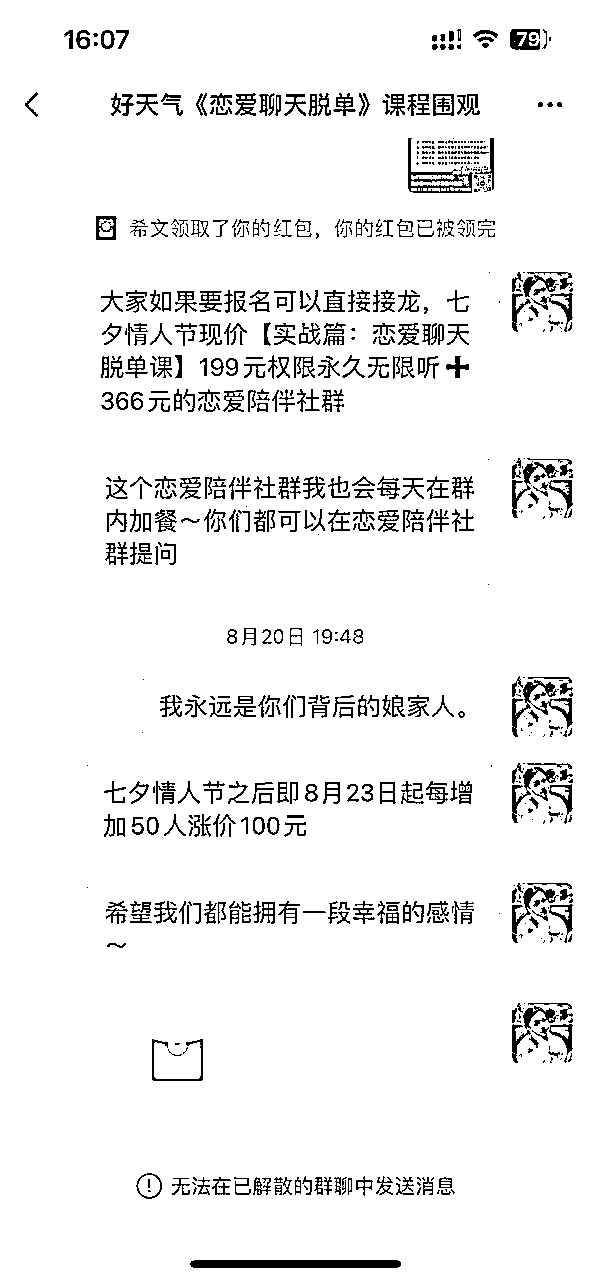 16:07
79
好天气《恋爱聊天脱单》课程围观
希文领取了你的红包，你的红包已被领完
大家如果要报名可以直接接龙，七
夕情人节现价【实战篇：恋爱聊天
脱单课】199元权限永久无限听➕
366元的恋爱陪伴社群
这个恋爱陪伴社群我也会每天在群
内加餐～你们都可以在恋爱陪伴社
群提问
8月20日 19:48
我永远是你们背后的娘家人。
七夕情人节之后即8月23日起每增
加50人涨价100元
希望我们都能拥有一段幸福的感情
～
无法在已解散的群聊中发送消息